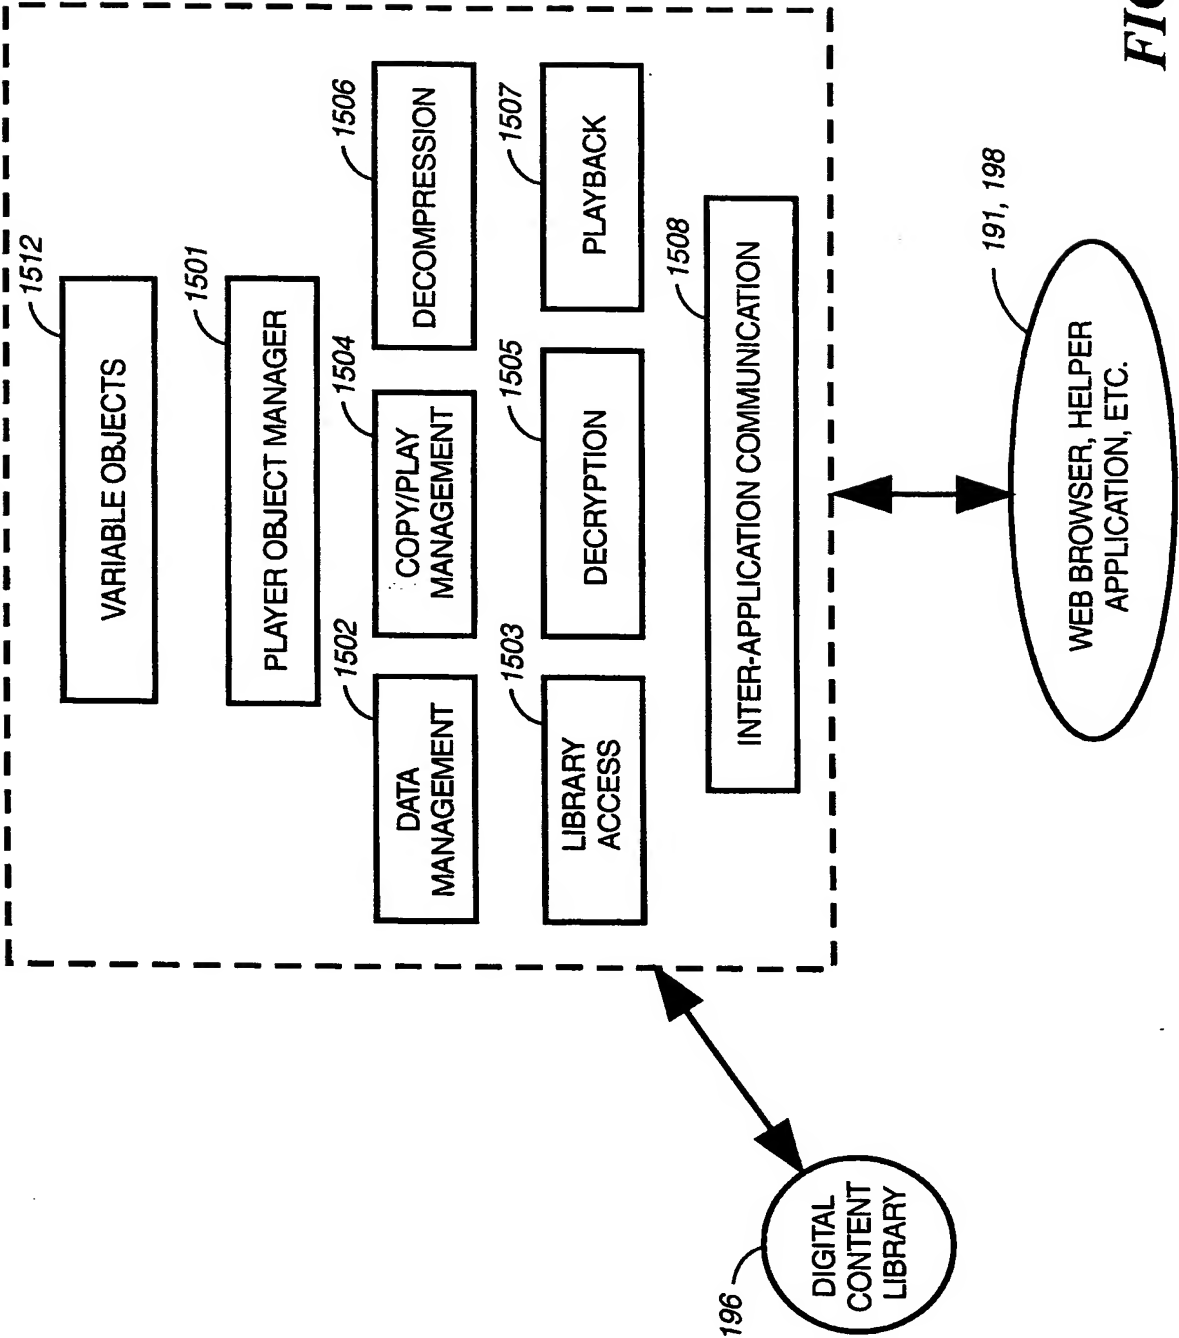 1512
VARIABLE OBJECTS
1501
PLAYER OBJECT MANAGER
1502
DATA
MANAGEMENT
1504
COPY/PLAY
MANAGEMENT
1506
DECOMPRESSION
1503
LIBRARY
ACCESS
1505
DECRYPTION
1507
PLAYBACK
1508
INTER-APPLICATION COMMUNICATION
196
DIGITAL
CONTENT
LIBRARY
191, 198
WEB BROWSER, HELPER
APPLICATION, ETC.